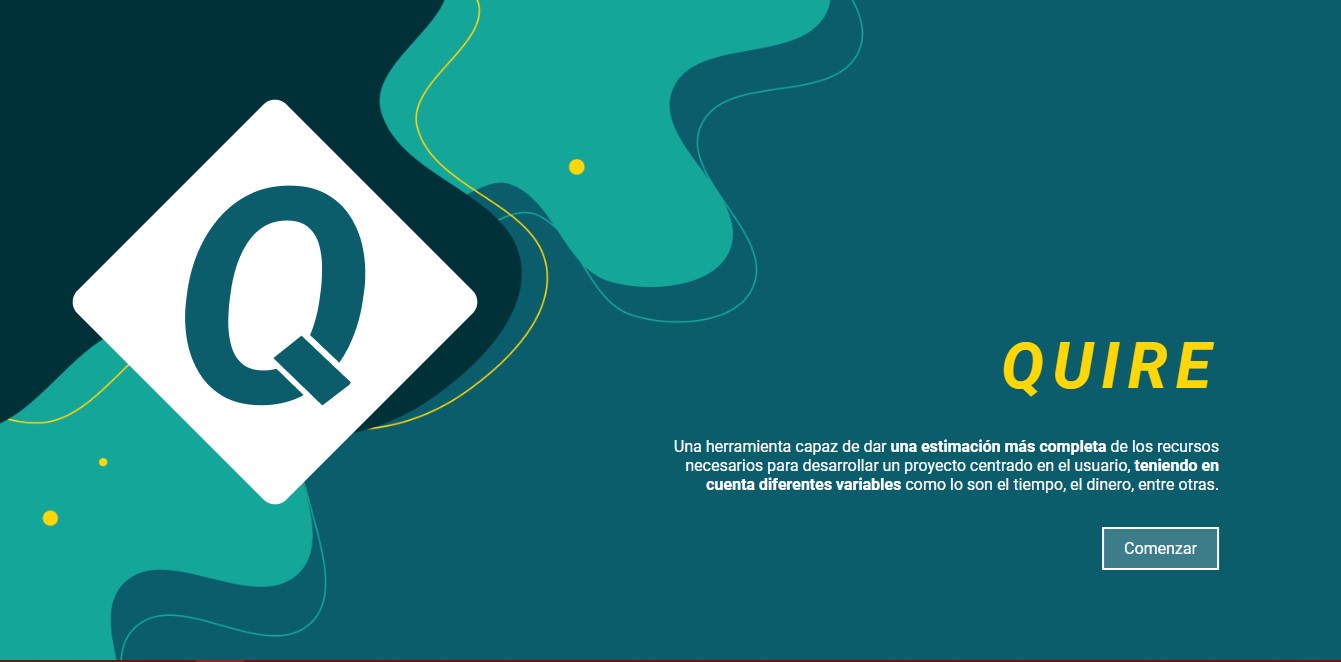 Q
QUIRE
Una herramienta capaz de dar una estimación más completa de los recursos
necesarios para desarrollar un proyecto centrado en el usuario, teniendo en
cuenta diferentes variables como lo son el tiempo, el dinero, entre otras.
Comenzar